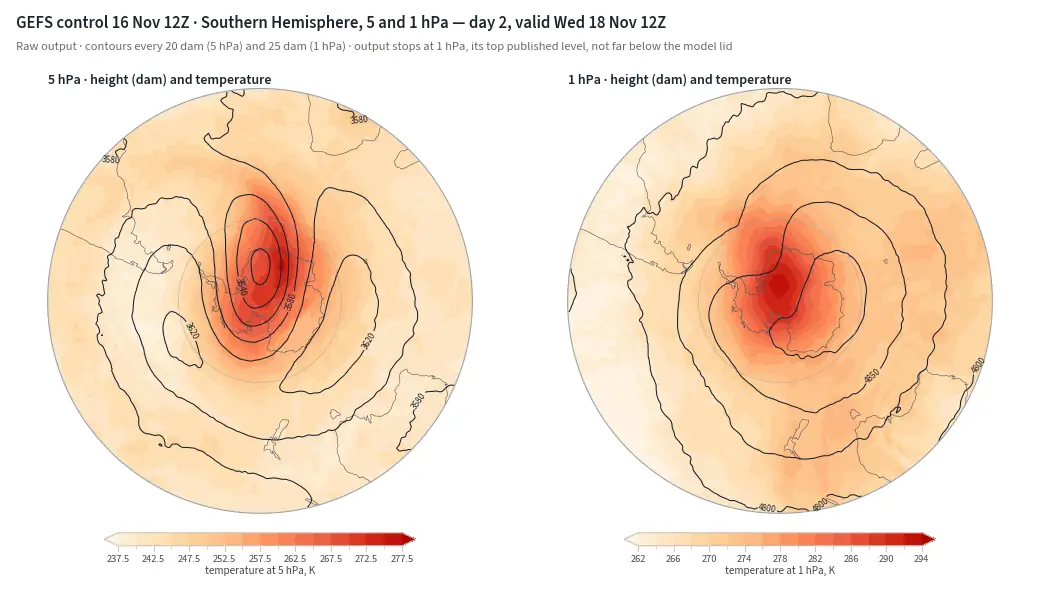 GEFS control 16 Nov 12Z · Southern Hemisphere, 5 and 1 hPa — day 2, valid Wed 18 Nov 12Z
Raw output · contours every 20 dam (5 hPa) and 25 dam (1 hPa) · output stops at 1 hPa, its top published level, not far below the model lid
5 hPa · height (dam) and temperature
1 hPa · height (dam) and temperature
3580
3580
3540
3580
3620
3620
3580
4850
4800
4800
4800
237.5 242.5 247.5 252.5 257.5 262.5 267.5 272.5 277.5
temperature at 5 hPa, K
262 266 270 274 278 282 286 290 294
temperature at 1 hPa, K